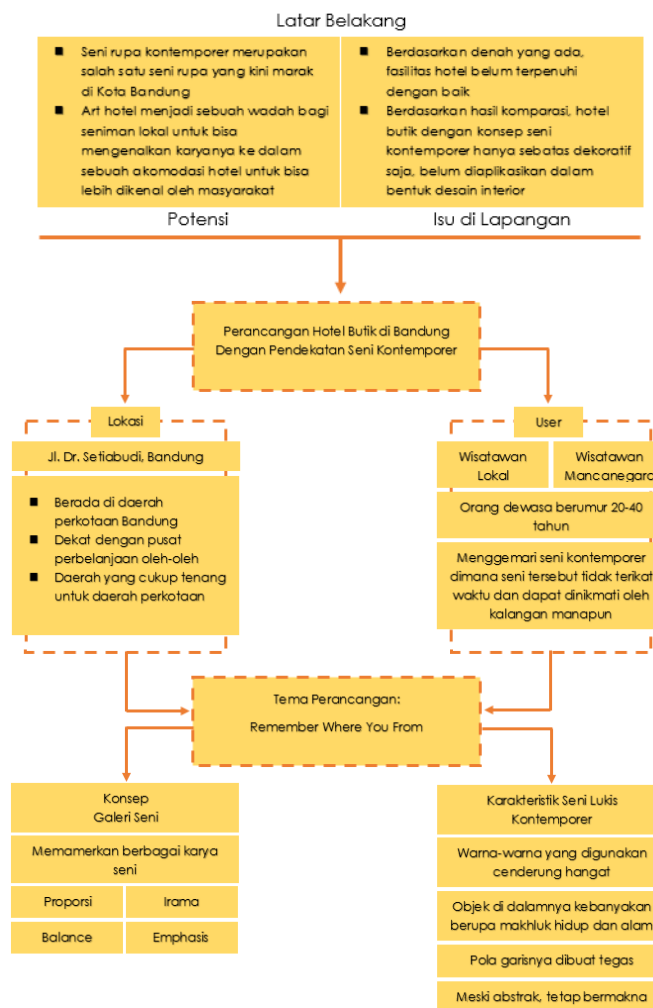 Latar Belakang
Seni rupa kontemporer merupakan
salah satu seni rupa yang kini marak
di Kota Bandung
Art hotel menjadi sebuah wadah bagi
seniman lokal untuk bisa
mengenalkan karyanya ke dalam
sebuah akomodasi hotel untuk bisa
lebih dikenal oleh masyarakat
Berdasarkan denah yang ada,
fasilitas hotel belum terpenuhi
dengan baik
Berdasarkan hasil komparasi, hotel
butik dengan konsep seni
kontemporer hanya sebatas dekoratif
saja, belum diaplikasikan dalam
bentuk desain interior
Potensi
Isu di Lapangan
Perancangan Hotel Butik di Bandung
Dengan Pendekatan Seni Kontemporer
Lokasi
Jl. Dr. Setiabudi, Bandung
Berada di daerah
perkotaan Bandung
Dekat dengan pusat
perbelanjaan oleh-oleh
Daerah yang cukup tenang
untuk daerah perkotaan
User
Wisatawan
Lokal
Wisatawan
Mancanegara
Orang dewasa berumur 20-40
tahun
Menggemari seni kontemporer
dimana seni tersebut tidak terikat
waktu dan dapat dinikmati oleh
kalangan manapun
Tema Perancangan:
Remember Where You From
Konsep
Galeri Seni
Memamerkan berbagai karya
seni
Proporsi
Irama
Balance
Emphasis
Karakteristik Seni Lukis
Kontemporer
Warna-warna yang digunakan
cenderung hangat
Objek di dalamnya kebanyakan
berupa makhluk hidup dan alam
Pola garisnya dibuat tegas
Meski abstrak, tetap bermakna